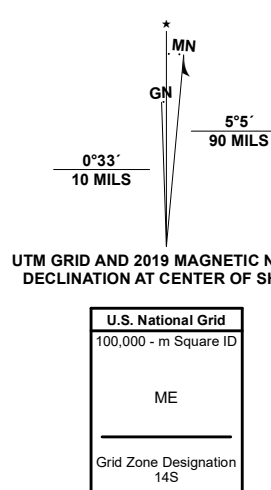 ★
MN
GN
5°5´
90 MILS
0°33´
10 MILS
UTM GRID AND 2019 MAGNETIC N
DECLINATION AT CENTER OF SH
U.S. National Grid
100,000 - m Square ID
ME
Grid Zone Designation
14S